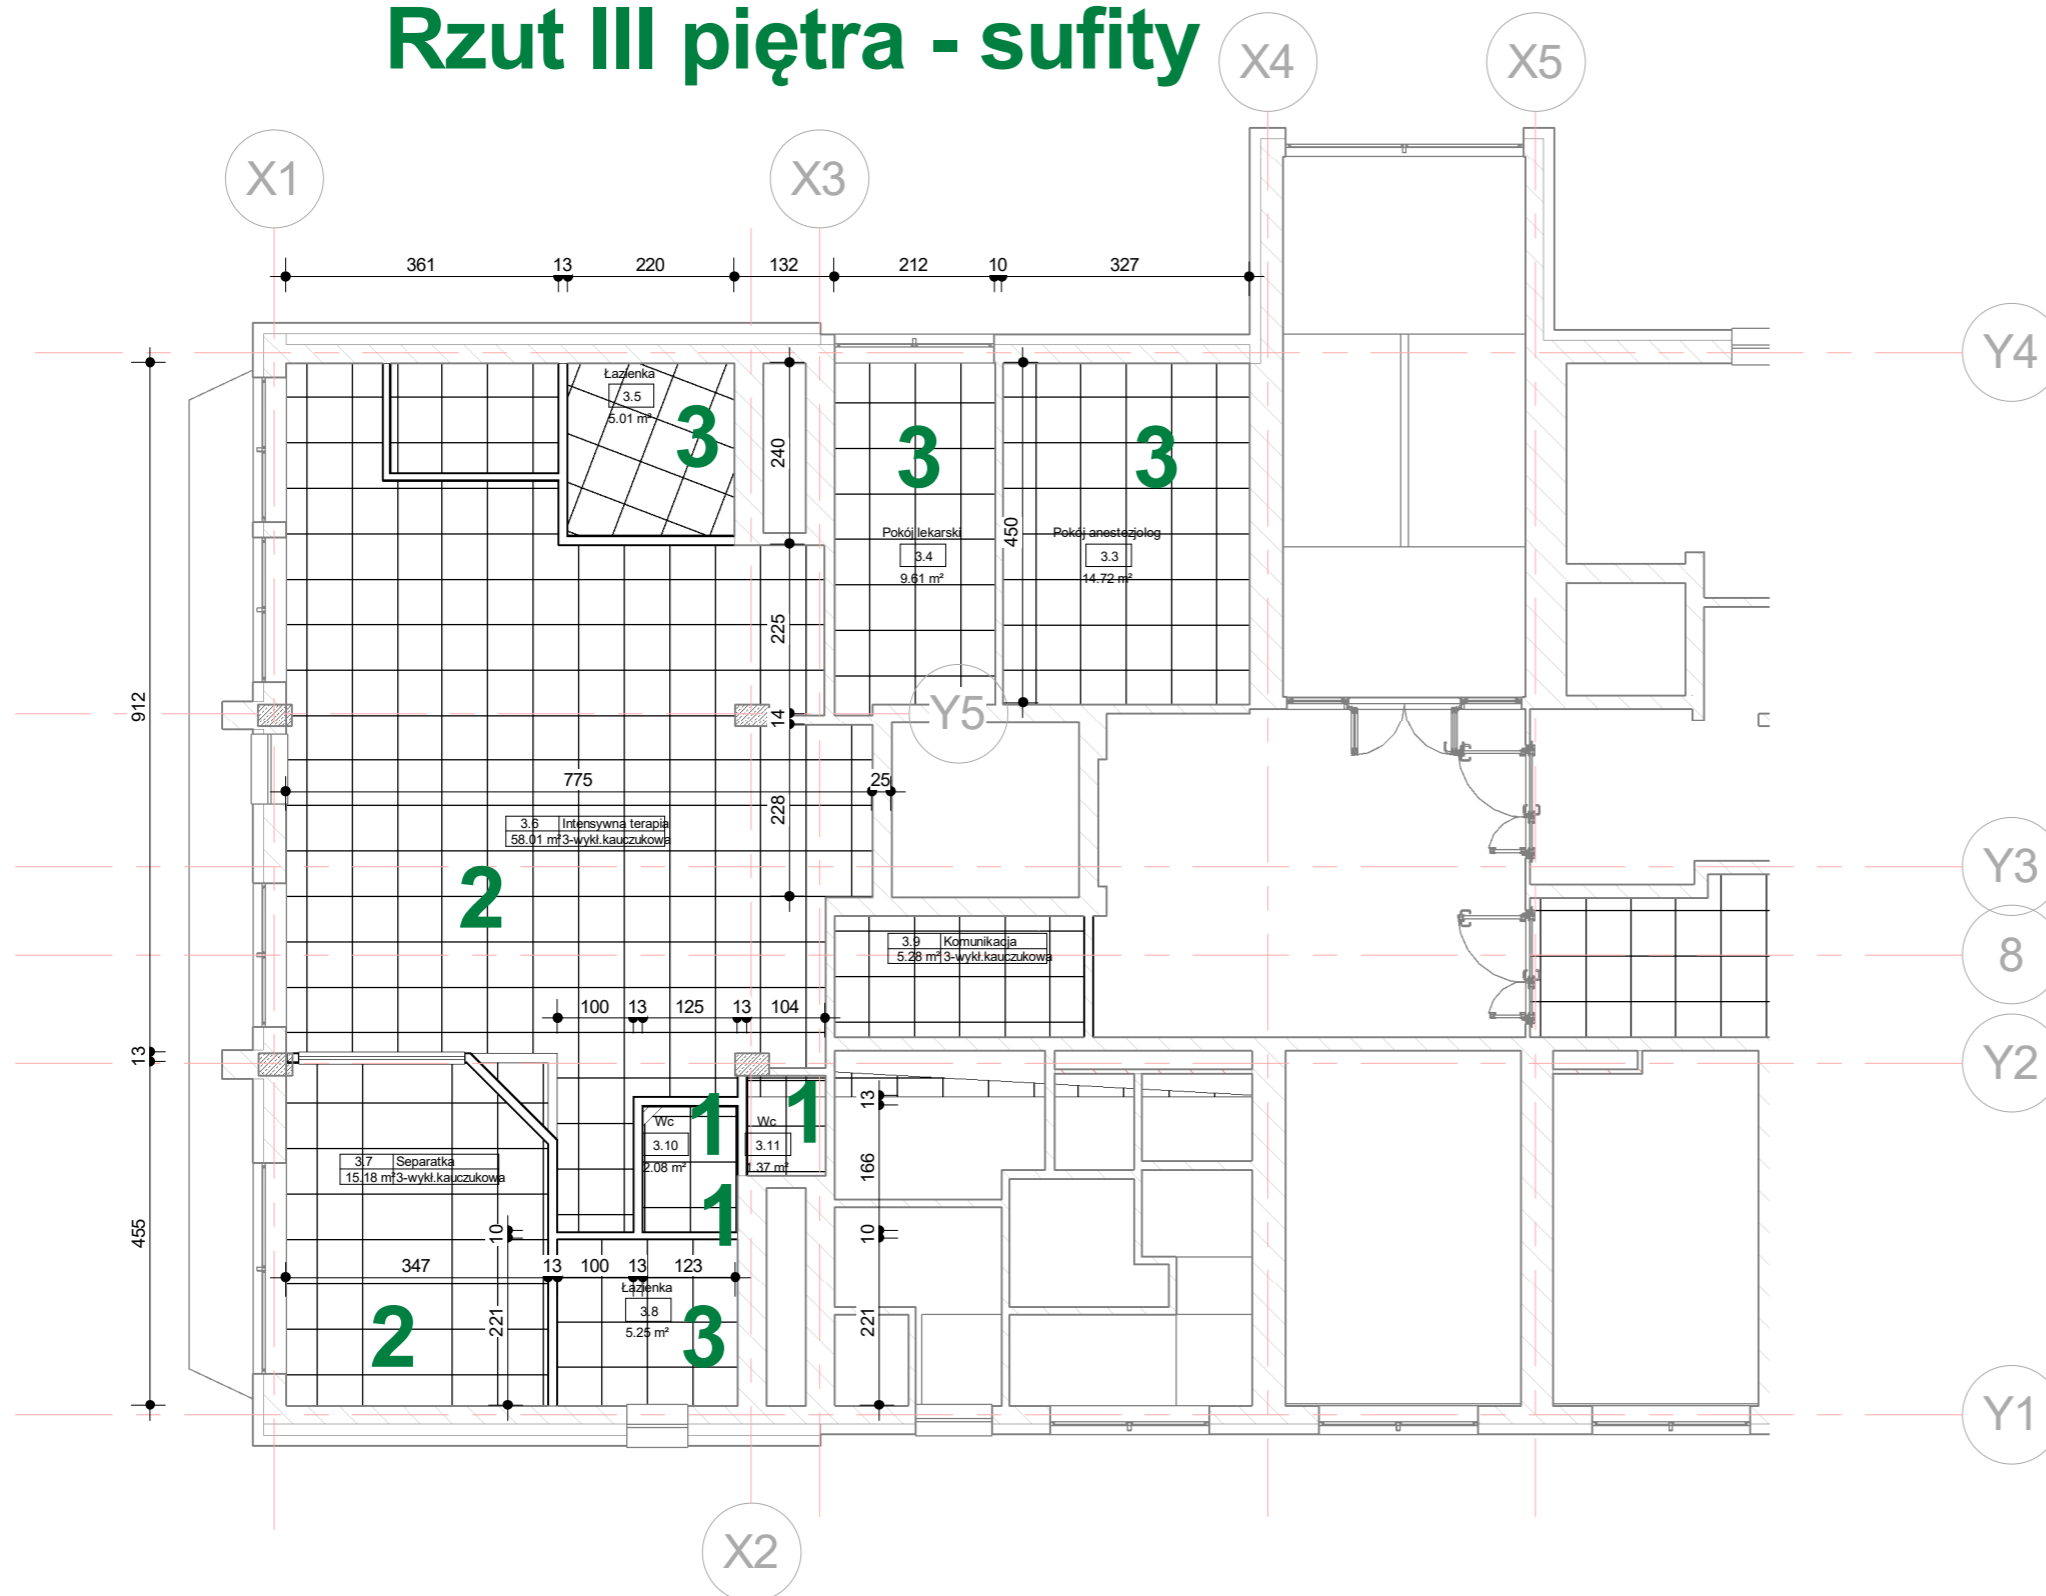 Rzut III piętra - sufity
X4
X5
X1
X3
361
13
220
132
212
10
327
Y4
Łazienka
3.5
5.01 m²
3
3
3
240
450
Pokój lekarski
3.4
9.61 m²
Pokój anestezjolog
3.3
14.72 m²
225
912
14
Y5
775
25
228
3.6 Intensywna terapia
58.01 m² 3-wykł.kauczukowa
2
Y3
3.9 Komunikacja
5.28 m² 3-wykł.kauczukowa
8
100
13
125
13
104
13
Y2
13
1
1
Wc
3.10
2.08 m²
Wc
3.11
1.37 m²
166
3.7 Separatka
15.18 m² 3-wykł.kauczukowa
1
455
10
10
347
13
100
13
123
Łazienka
3.8
5.25 m²
221
221
2
3
Y1
X2